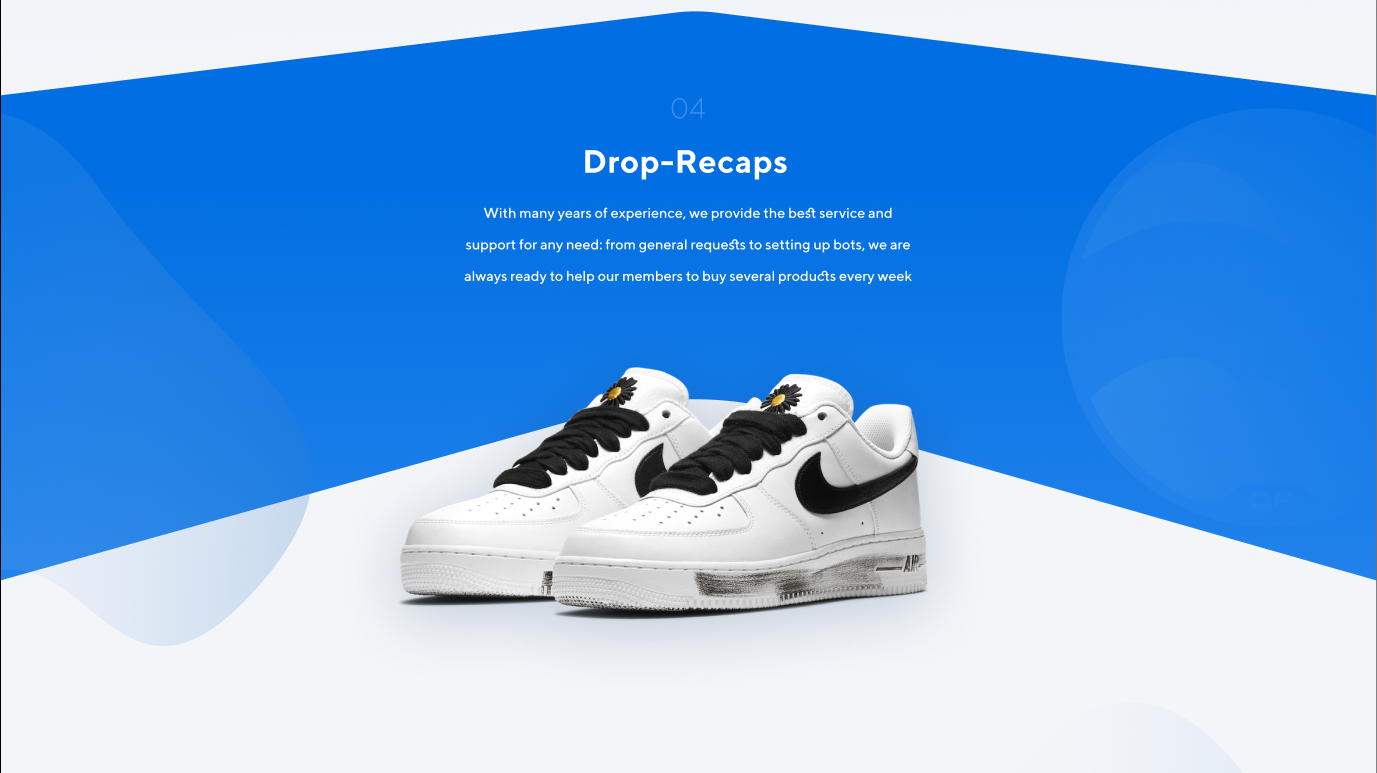 04
Drop-Recaps
With many years of experience, we provide the best service and
support for any need: from general requests to setting up bots, we are
always ready to help our members to buy several products every week
AIR